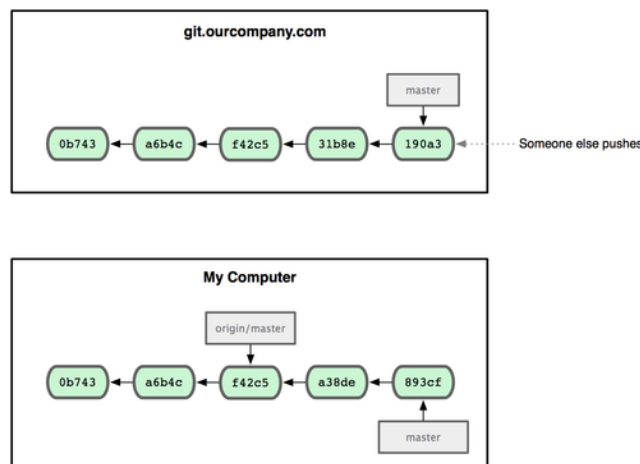 git.ourcompany.com
master
0b743 a6b4c f42c5 31b8e 190a3 Someone else pushes
My Computer
origin/master
0b743 a6b4c f42c5 a38de 893cf
master